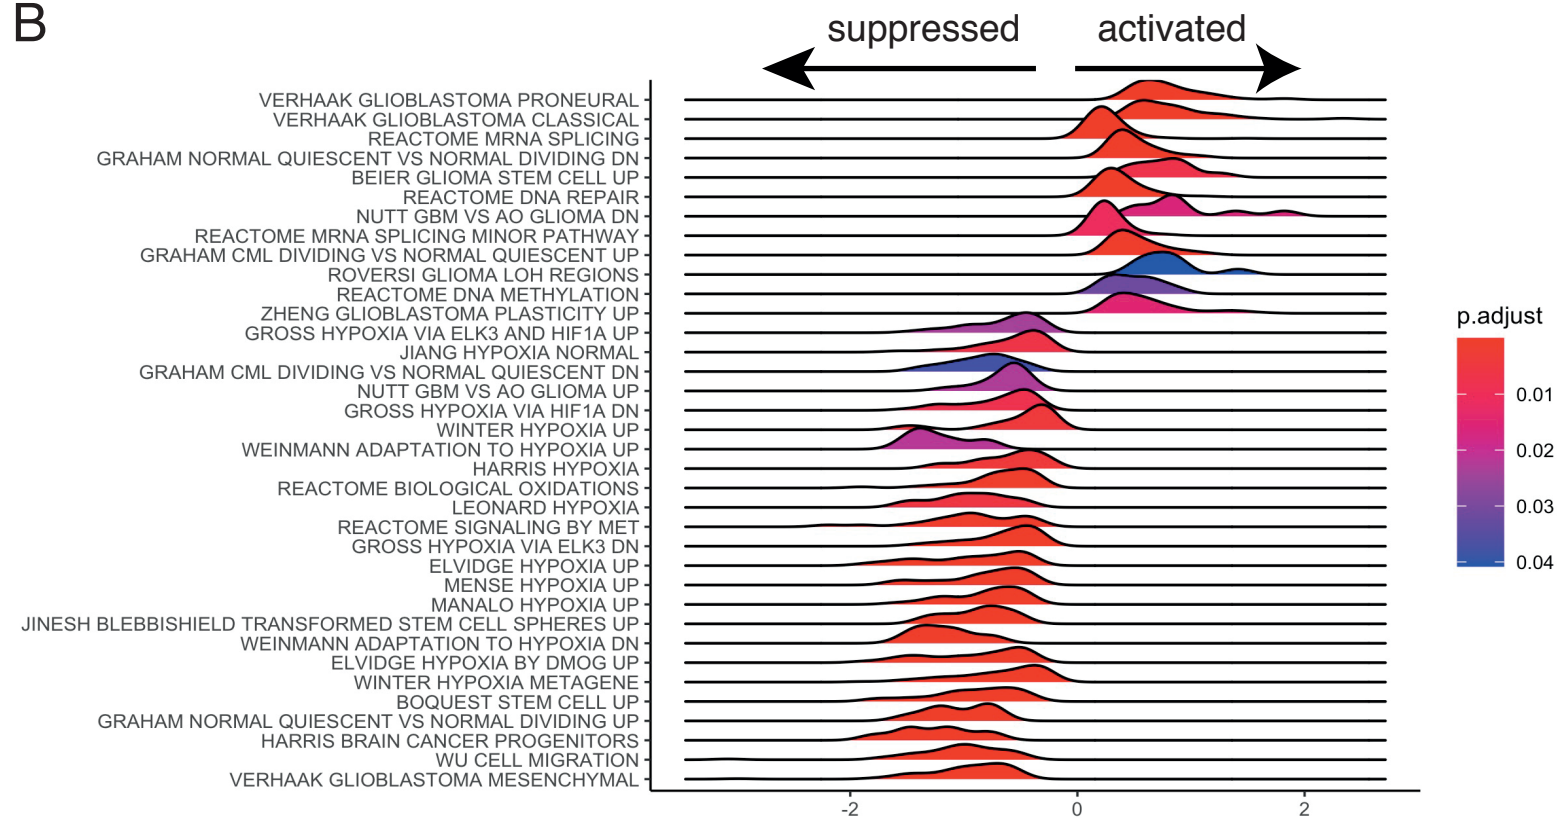 B
suppressed activated
VERHAAK GLIOBLASTOMA PRONEURAL
VERHAAK GLIOBLASTOMA CLASSICAL
REACTOME MRNA SPLICING
GRAHAM NORMAL QUIESCENT VS NORMAL DIVIDING DN
BEIER GLIOMA STEM CELL UP
REACTOME DNA REPAIR
NUTT GBM VS AO GLIOMA DN
REACTOME MRNA SPLICING MINOR PATHWAY
GRAHAM CML DIVIDING VS NORMAL QUIESCENT UP
ROVERSI GLIOMA LOH REGIONS
REACTOME DNA METHYLATION
ZHENG GLIOBLASTOMA PLASTICITY UP
GROSS HYPOXIA VIA ELK3 AND HIF1A UP
JIANG HYPOXIA NORMAL
GRAHAM CML DIVIDING VS NORMAL QUIESCENT DN
NUTT GBM VS AO GLIOMA UP
GROSS HYPOXIA VIA HIF1A DN
WINTER HYPOXIA UP
WEINMANN ADAPTATION TO HYPOXIA UP
HARRIS HYPOXIA
REACTOME BIOLOGICAL OXIDATIONS
LEONARD HYPOXIA
REACTOME SIGNALING BY MET
GROSS HYPOXIA VIA ELK3 DN
ELVIDGE HYPOXIA UP
MENSE HYPOXIA UP
MANALO HYPOXIA UP
JINESH BLEBBISHIELD TRANSFORMED STEM CELL SPHERES UP
WEINMANN ADAPTATION TO HYPOXIA DN
ELVIDGE HYPOXIA BY DMOG UP
WINTER HYPOXIA METAGENE
BOQUEST STEM CELL UP
GRAHAM NORMAL QUIESCENT VS NORMAL DIVIDING UP
HARRIS BRAIN CANCER PROGENITORS
WU CELL MIGRATION
VERHAAK GLIOBLASTOMA MESENCHYMAL
-2 0 2
p.adjust
0.01
0.02
0.03
0.04